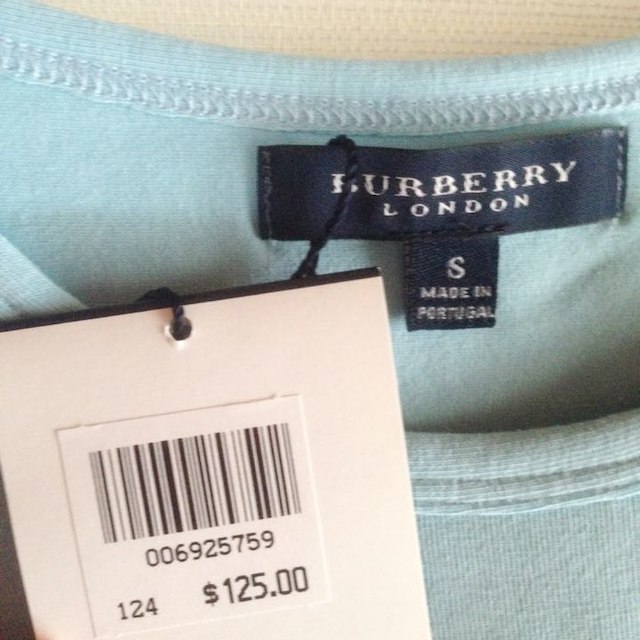 BURBERRY
LONDON
S
MADE IN
PORTUGAL
006925759
124 $125.00